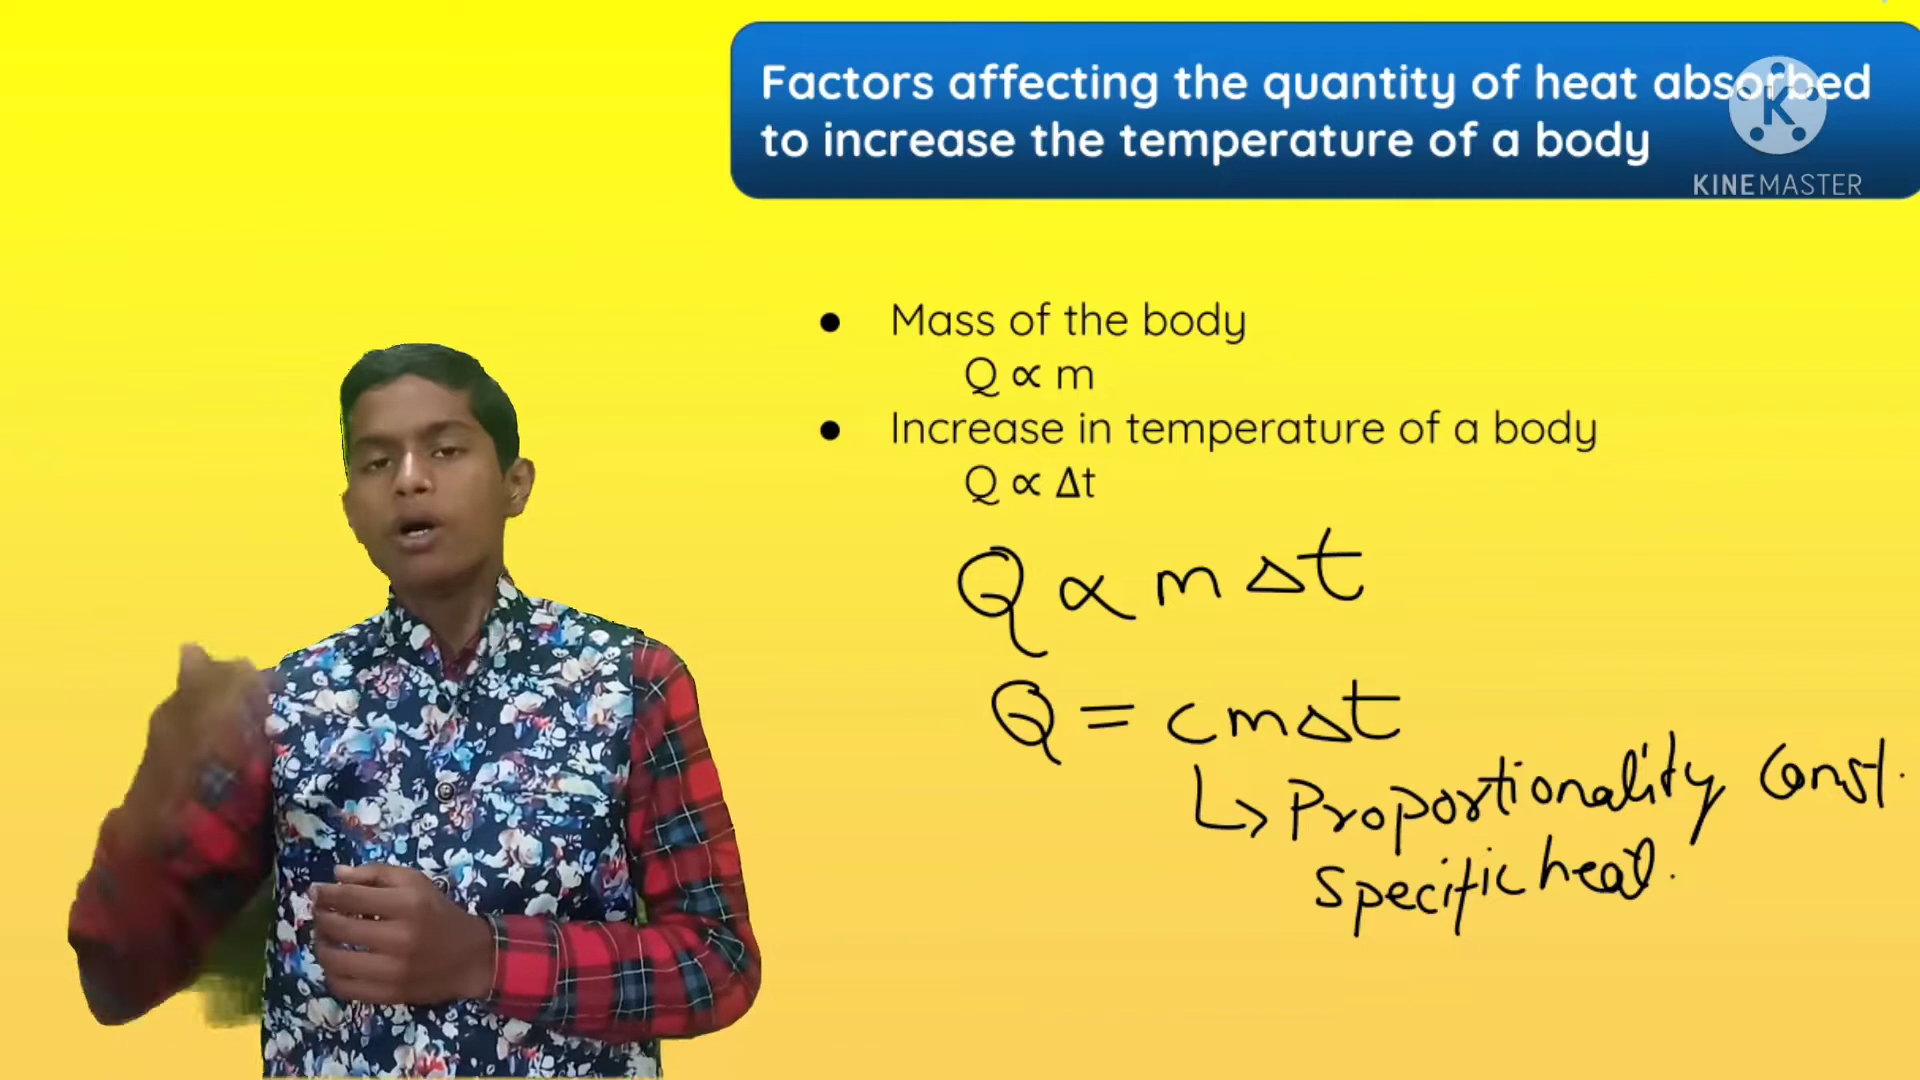 Factors affecting the quantity of heat absorbed
to increase the temperature of a body
KINEMASTER
● Mass of the body
Q ∝ m
● Increase in temperature of a body
Q ∝ Δt
Q ∝ m Δt
Q = cmΔt
↳ Proportionality Const.
Specific heat.